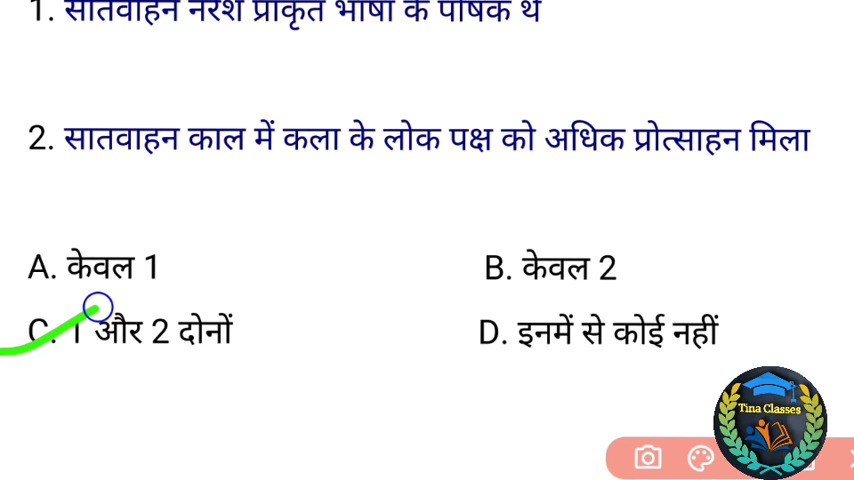 1. सातवाहन नरेश प्राकृत भाषा के पोषक थे
2. सातवाहन काल में कला के लोक पक्ष को अधिक प्रोत्साहन मिला
A. केवल 1
B. केवल 2
C. 1 और 2 दोनों
D. इनमें से कोई नहीं
Tina Classes